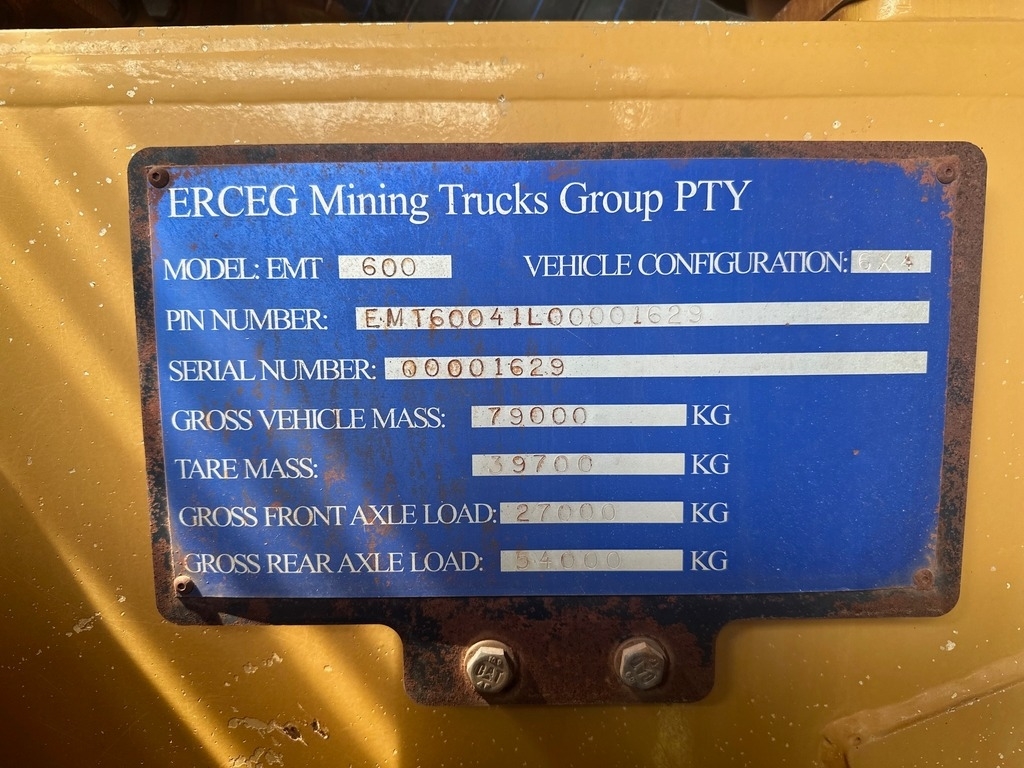 ERCEG Mining Trucks Group PTY
MODEL: EMT 600 VEHICLE CONFIGURATION: 6X4
PIN NUMBER: EMT60041L00001629
SERIAL NUMBER: 00001629
GROSS VEHICLE MASS: 79000 KG
TARE MASS: 39700 KG
GROSS FRONT AXLE LOAD: 27000 KG
GROSS REAR AXLE LOAD: 54000 KG